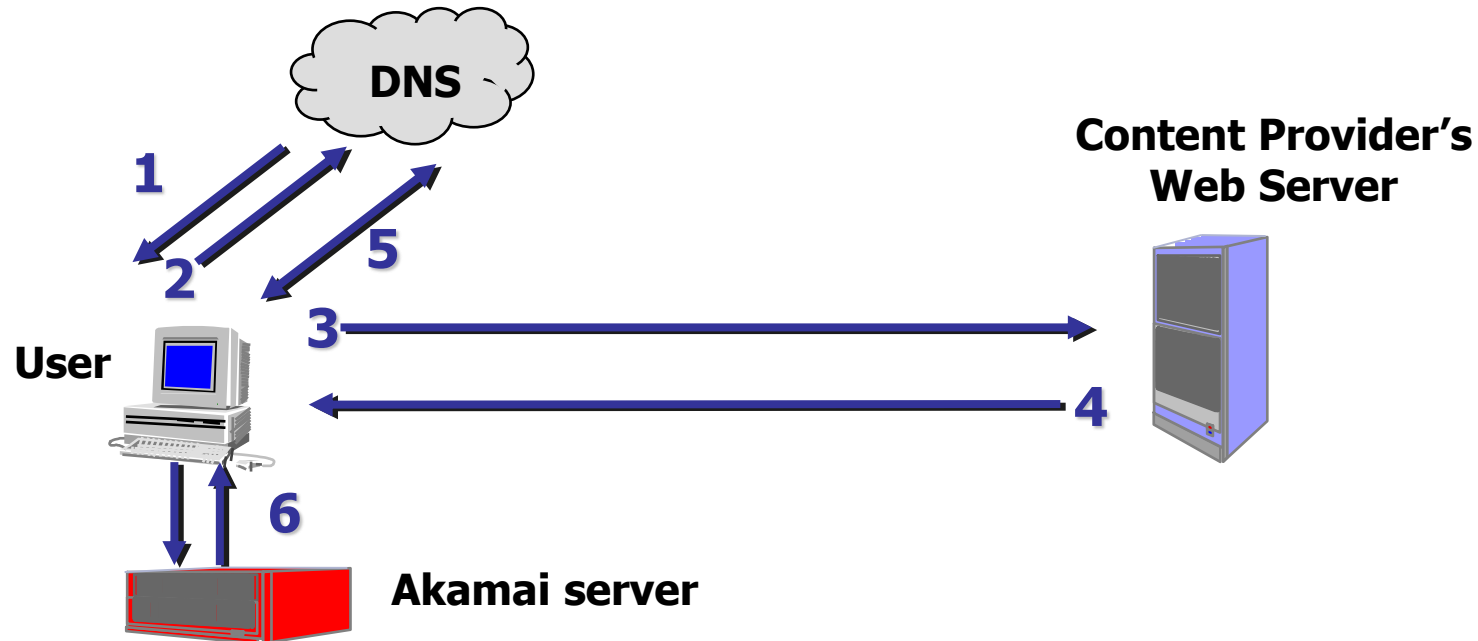 DNS
Content Provider’s
Web Server
1
2
5
3
User
4
6
Akamai server